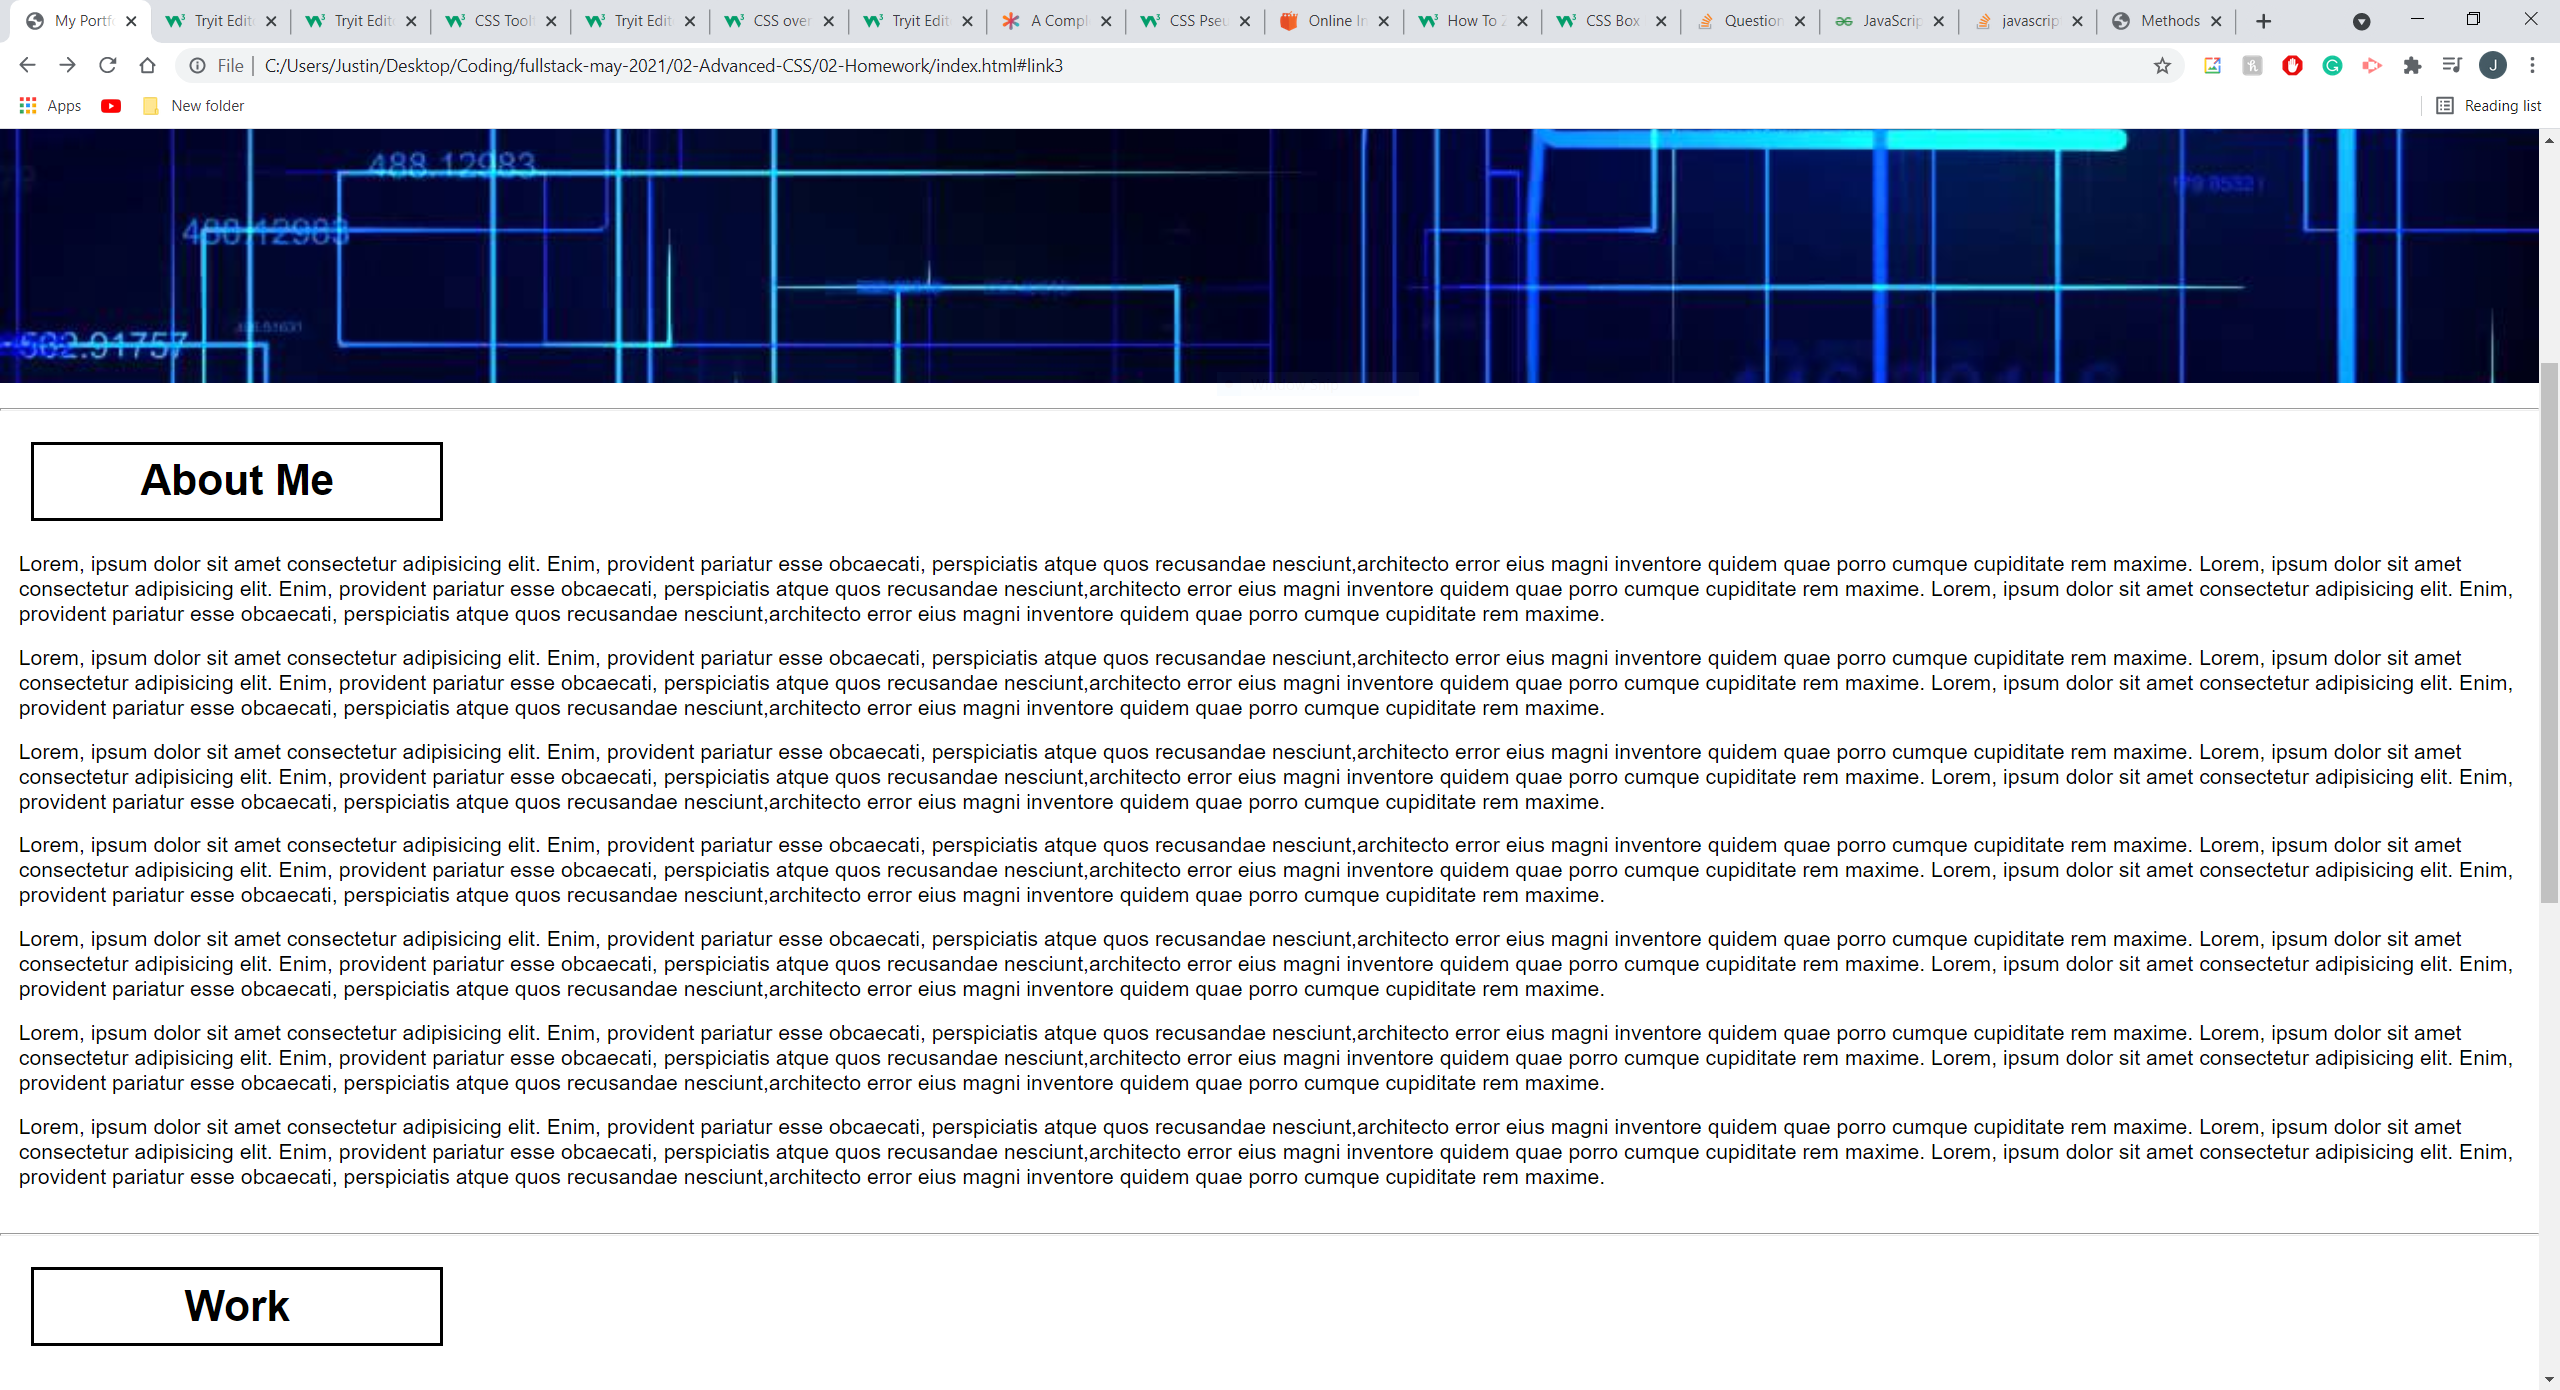 My Portf
Tryit Edit
Tryit Edit
CSS Toolt
Tryit Edit
CSS over
Tryit Edit
A Compl
CSS Pseu
Online In
How To
CSS Box
Question
JavaScrip
javascrip
Methods
File
C:/Users/Justin/Desktop/Coding/fullstack-may-2021/02-Advanced-CSS/02-Homework/index.html#link3
J
Apps
New folder
Reading list
488.12983
488.12983
502.91757
About Me
Lorem, ipsum dolor sit amet consectetur adipisicing elit. Enim, provident pariatur esse obcaecati, perspiciatis atque quos recusandae nesciunt,architecto error eius magni inventore quidem quae porro cumque cupiditate rem maxime. Lorem, ipsum dolor sit amet
consectetur adipisicing elit. Enim, provident pariatur esse obcaecati, perspiciatis atque quos recusandae nesciunt,architecto error eius magni inventore quidem quae porro cumque cupiditate rem maxime. Lorem, ipsum dolor sit amet consectetur adipisicing elit. Enim,
provident pariatur esse obcaecati, perspiciatis atque quos recusandae nesciunt,architecto error eius magni inventore quidem quae porro cumque cupiditate rem maxime.
Lorem, ipsum dolor sit amet consectetur adipisicing elit. Enim, provident pariatur esse obcaecati, perspiciatis atque quos recusandae nesciunt,architecto error eius magni inventore quidem quae porro cumque cupiditate rem maxime. Lorem, ipsum dolor sit amet
consectetur adipisicing elit. Enim, provident pariatur esse obcaecati, perspiciatis atque quos recusandae nesciunt,architecto error eius magni inventore quidem quae porro cumque cupiditate rem maxime. Lorem, ipsum dolor sit amet consectetur adipisicing elit. Enim,
provident pariatur esse obcaecati, perspiciatis atque quos recusandae nesciunt,architecto error eius magni inventore quidem quae porro cumque cupiditate rem maxime.
Lorem, ipsum dolor sit amet consectetur adipisicing elit. Enim, provident pariatur esse obcaecati, perspiciatis atque quos recusandae nesciunt,architecto error eius magni inventore quidem quae porro cumque cupiditate rem maxime. Lorem, ipsum dolor sit amet
consectetur adipisicing elit. Enim, provident pariatur esse obcaecati, perspiciatis atque quos recusandae nesciunt,architecto error eius magni inventore quidem quae porro cumque cupiditate rem maxime. Lorem, ipsum dolor sit amet consectetur adipisicing elit. Enim,
provident pariatur esse obcaecati, perspiciatis atque quos recusandae nesciunt,architecto error eius magni inventore quidem quae porro cumque cupiditate rem maxime.
Lorem, ipsum dolor sit amet consectetur adipisicing elit. Enim, provident pariatur esse obcaecati, perspiciatis atque quos recusandae nesciunt,architecto error eius magni inventore quidem quae porro cumque cupiditate rem maxime. Lorem, ipsum dolor sit amet
consectetur adipisicing elit. Enim, provident pariatur esse obcaecati, perspiciatis atque quos recusandae nesciunt,architecto error eius magni inventore quidem quae porro cumque cupiditate rem maxime. Lorem, ipsum dolor sit amet consectetur adipisicing elit. Enim,
provident pariatur esse obcaecati, perspiciatis atque quos recusandae nesciunt,architecto error eius magni inventore quidem quae porro cumque cupiditate rem maxime.
Lorem, ipsum dolor sit amet consectetur adipisicing elit. Enim, provident pariatur esse obcaecati, perspiciatis atque quos recusandae nesciunt,architecto error eius magni inventore quidem quae porro cumque cupiditate rem maxime. Lorem, ipsum dolor sit amet
consectetur adipisicing elit. Enim, provident pariatur esse obcaecati, perspiciatis atque quos recusandae nesciunt,architecto error eius magni inventore quidem quae porro cumque cupiditate rem maxime. Lorem, ipsum dolor sit amet consectetur adipisicing elit. Enim,
provident pariatur esse obcaecati, perspiciatis atque quos recusandae nesciunt,architecto error eius magni inventore quidem quae porro cumque cupiditate rem maxime.
Lorem, ipsum dolor sit amet consectetur adipisicing elit. Enim, provident pariatur esse obcaecati, perspiciatis atque quos recusandae nesciunt,architecto error eius magni inventore quidem quae porro cumque cupiditate rem maxime. Lorem, ipsum dolor sit amet
consectetur adipisicing elit. Enim, provident pariatur esse obcaecati, perspiciatis atque quos recusandae nesciunt,architecto error eius magni inventore quidem quae porro cumque cupiditate rem maxime. Lorem, ipsum dolor sit amet consectetur adipisicing elit. Enim,
provident pariatur esse obcaecati, perspiciatis atque quos recusandae nesciunt,architecto error eius magni inventore quidem quae porro cumque cupiditate rem maxime.
Lorem, ipsum dolor sit amet consectetur adipisicing elit. Enim, provident pariatur esse obcaecati, perspiciatis atque quos recusandae nesciunt,architecto error eius magni inventore quidem quae porro cumque cupiditate rem maxime. Lorem, ipsum dolor sit amet
consectetur adipisicing elit. Enim, provident pariatur esse obcaecati, perspiciatis atque quos recusandae nesciunt,architecto error eius magni inventore quidem quae porro cumque cupiditate rem maxime. Lorem, ipsum dolor sit amet consectetur adipisicing elit. Enim,
provident pariatur esse obcaecati, perspiciatis atque quos recusandae nesciunt,architecto error eius magni inventore quidem quae porro cumque cupiditate rem maxime.
Work